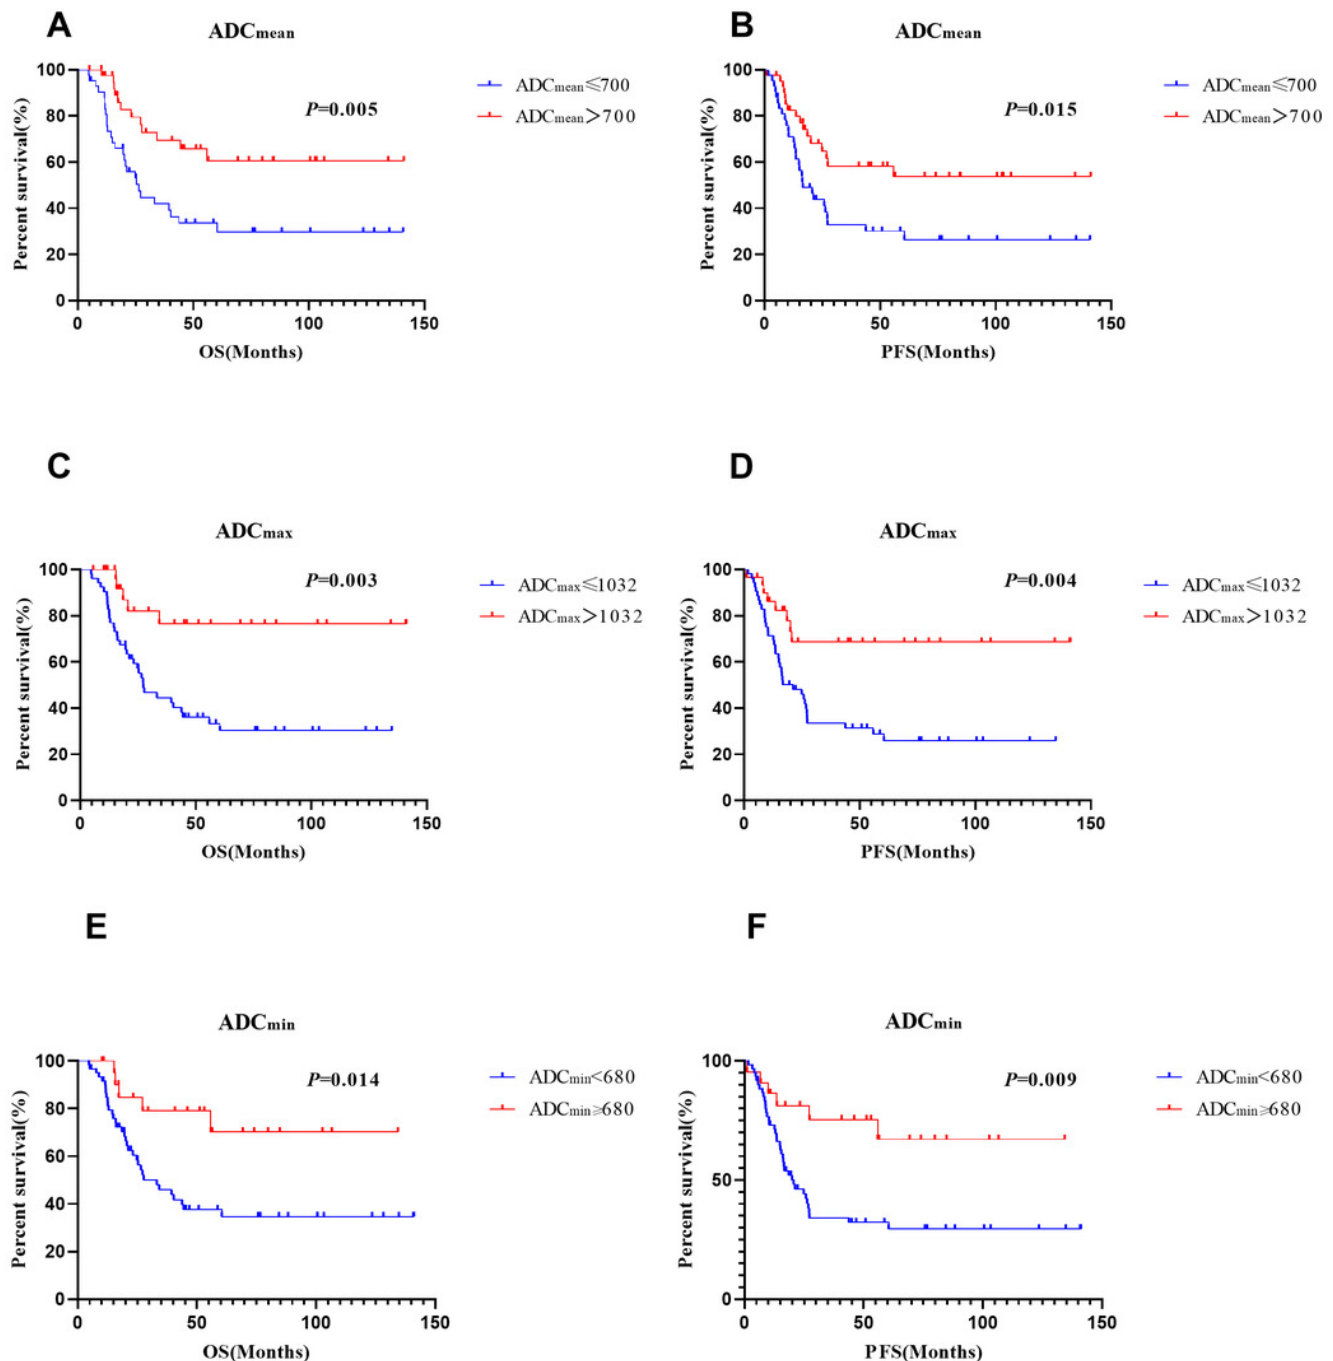 A
ADCmean
B
ADCmean
Percent survival(%)
100
80
60
40
20
0
P=0.005
ADCmean≤700
ADCmean>700
0 50 100 150
OS(Months)
Percent survival(%)
100
80
60
40
20
0
P=0.015
ADCmean≤700
ADCmean>700
0 50 100 150
PFS(Months)
C
ADCmax
D
ADCmax
Percent survival(%)
100
80
60
40
20
0
P=0.003
ADCmax≤1032
ADCmax>1032
0 50 100 150
OS(Months)
Percent survival(%)
100
80
60
40
20
0
P=0.004
ADCmax≤1032
ADCmax>1032
0 50 100 150
PFS(Months)
E
ADCmin
F
ADCmin
Percent survival(%)
100
80
60
40
20
0
P=0.014
ADCmin<680
ADCmin≥680
0 50 100 150
OS(Months)
Percent survival(%)
100
50
0
P=0.009
ADCmin<680
ADCmin≥680
0 50 100 150
PFS(Months)